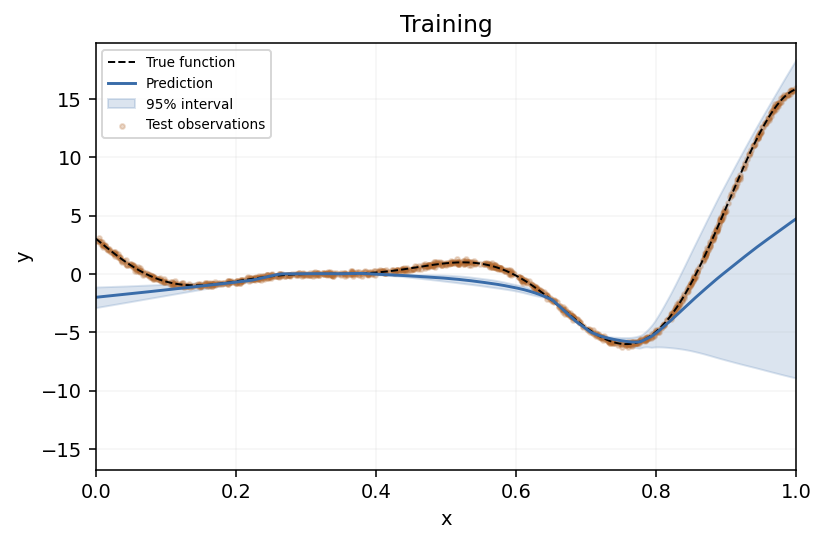 Training
True function
Prediction
95% interval
Test observations
15
10
5
0
−5
−10
−15
y
0.0 0.2 0.4 0.6 0.8 1.0
x